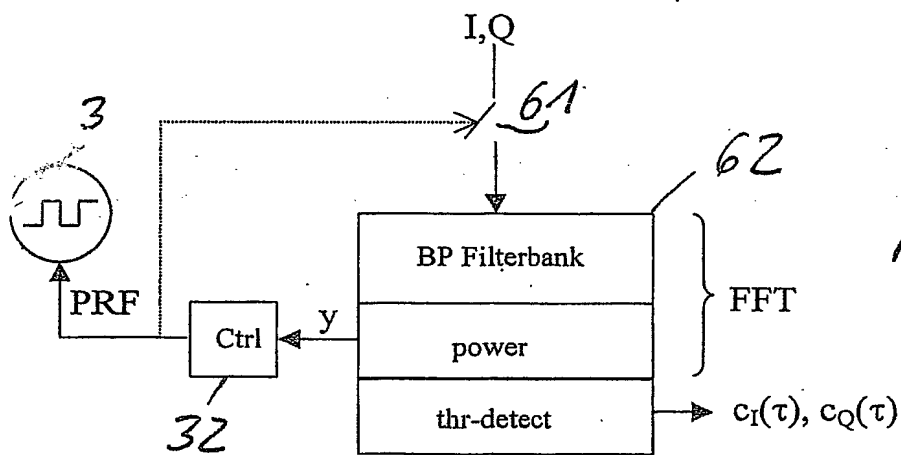 I,Q
61
3
62
BP Filterbank
FFT
PRF
Ctrl
y
power
32
thr-detect
c_I(τ), c_Q(τ)